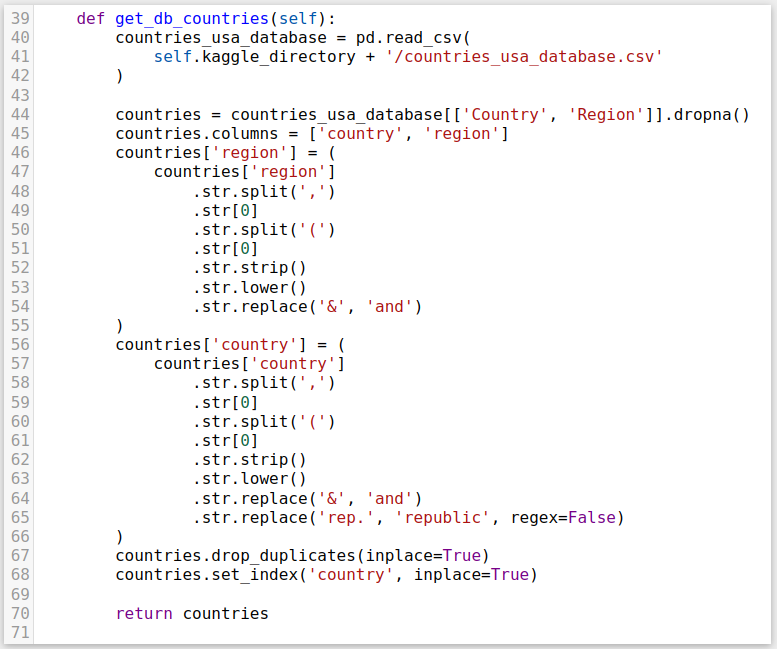 39     def get_db_countries(self):
40         countries_usa_database = pd.read_csv(
41             self.kaggle_directory + '/countries_usa_database.csv'
42         )
43
44         countries = countries_usa_database[['Country', 'Region']].dropna()
45         countries.columns = ['country', 'region']
46         countries['region'] = (
47             countries['region']
48                 .str.split(',')
49                 .str[0]
50                 .str.split('(')
51                 .str[0]
52                 .str.strip()
53                 .str.lower()
54                 .str.replace('&', 'and')
55         )
56         countries['country'] = (
57             countries['country']
58                 .str.split(',')
59                 .str[0]
60                 .str.split('(')
61                 .str[0]
62                 .str.strip()
63                 .str.lower()
64                 .str.replace('&', 'and')
65                 .str.replace('rep.', 'republic', regex=False)
66         )
67         countries.drop_duplicates(inplace=True)
68         countries.set_index('country', inplace=True)
69
70         return countries
71